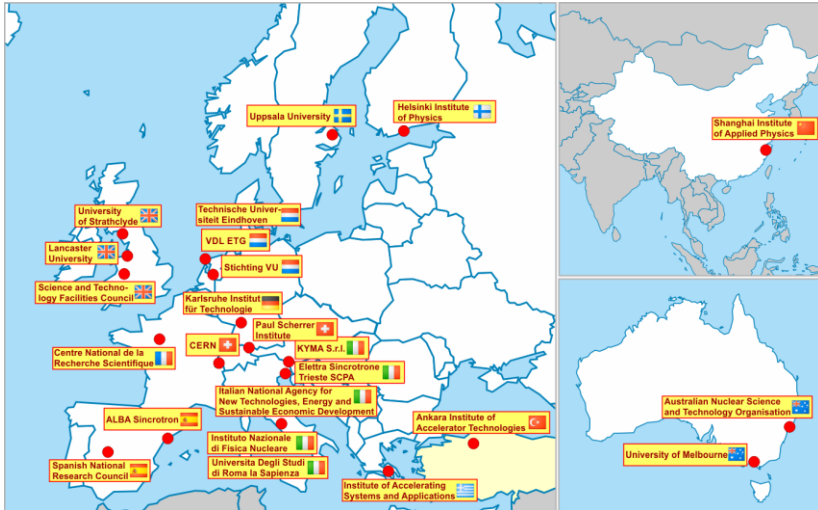 Uppsala University
Helsinki Institute
of Physics
Shanghai Institute
of Applied Physics
University
of Strathclyde
Technische Univer-
siteit Eindhoven
Lancaster
University
VDL ETG
Stichting VU
Science and Techno-
logy Facilities Council
Karlsruhe Institut
für Technologie
Paul Scherrer
Institute
CERN
KYMA S.r.l.
Centre National de la
Recherche Scientifique
Elettra Sincrotrone
Trieste SCPA
Italian National Agency for
New Technologies, Energy and
Sustainable Economic Development
ALBA Sincrotron
Ankara Institute of
Accelerator Technologies
Instituto Nazionale
di Fisica Nucleare
Spanish National
Research Council
Universita Degli Studi
di Roma la Sapienza
Institute of Accelerating
Systems and Applications
Australian Nuclear Science
and Technology Organisation
University of Melbourne